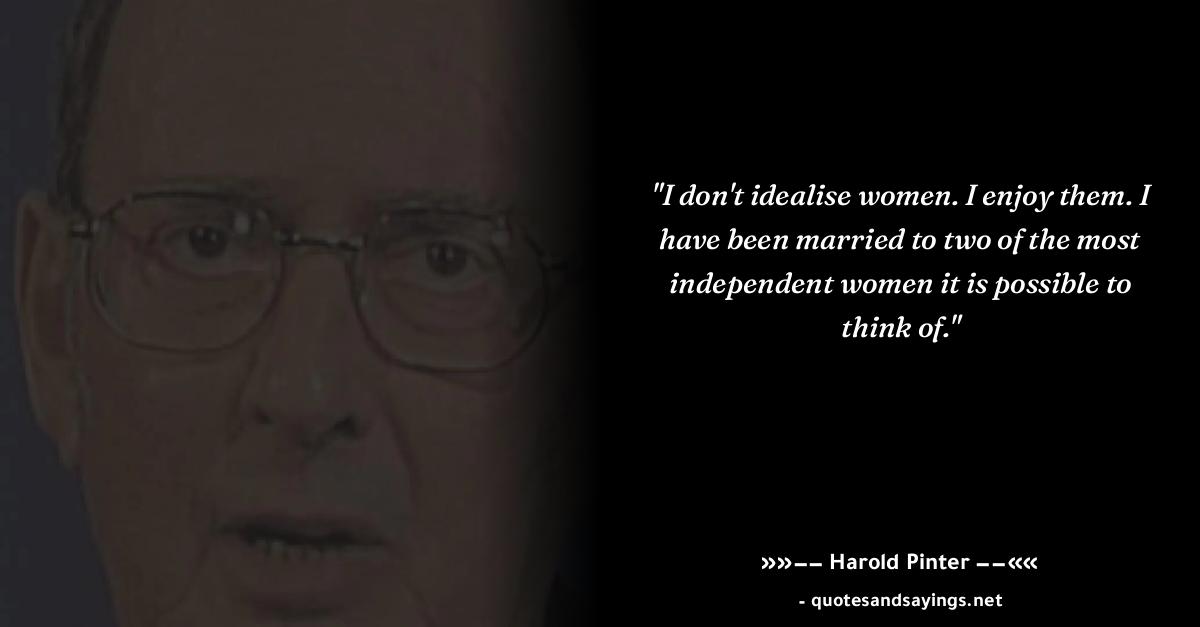 "I don't idealise women. I enjoy them. I
have been married to two of the most
independent women it is possible to
think of."
»»−− Harold Pinter −−««
- quotesandsayings.net